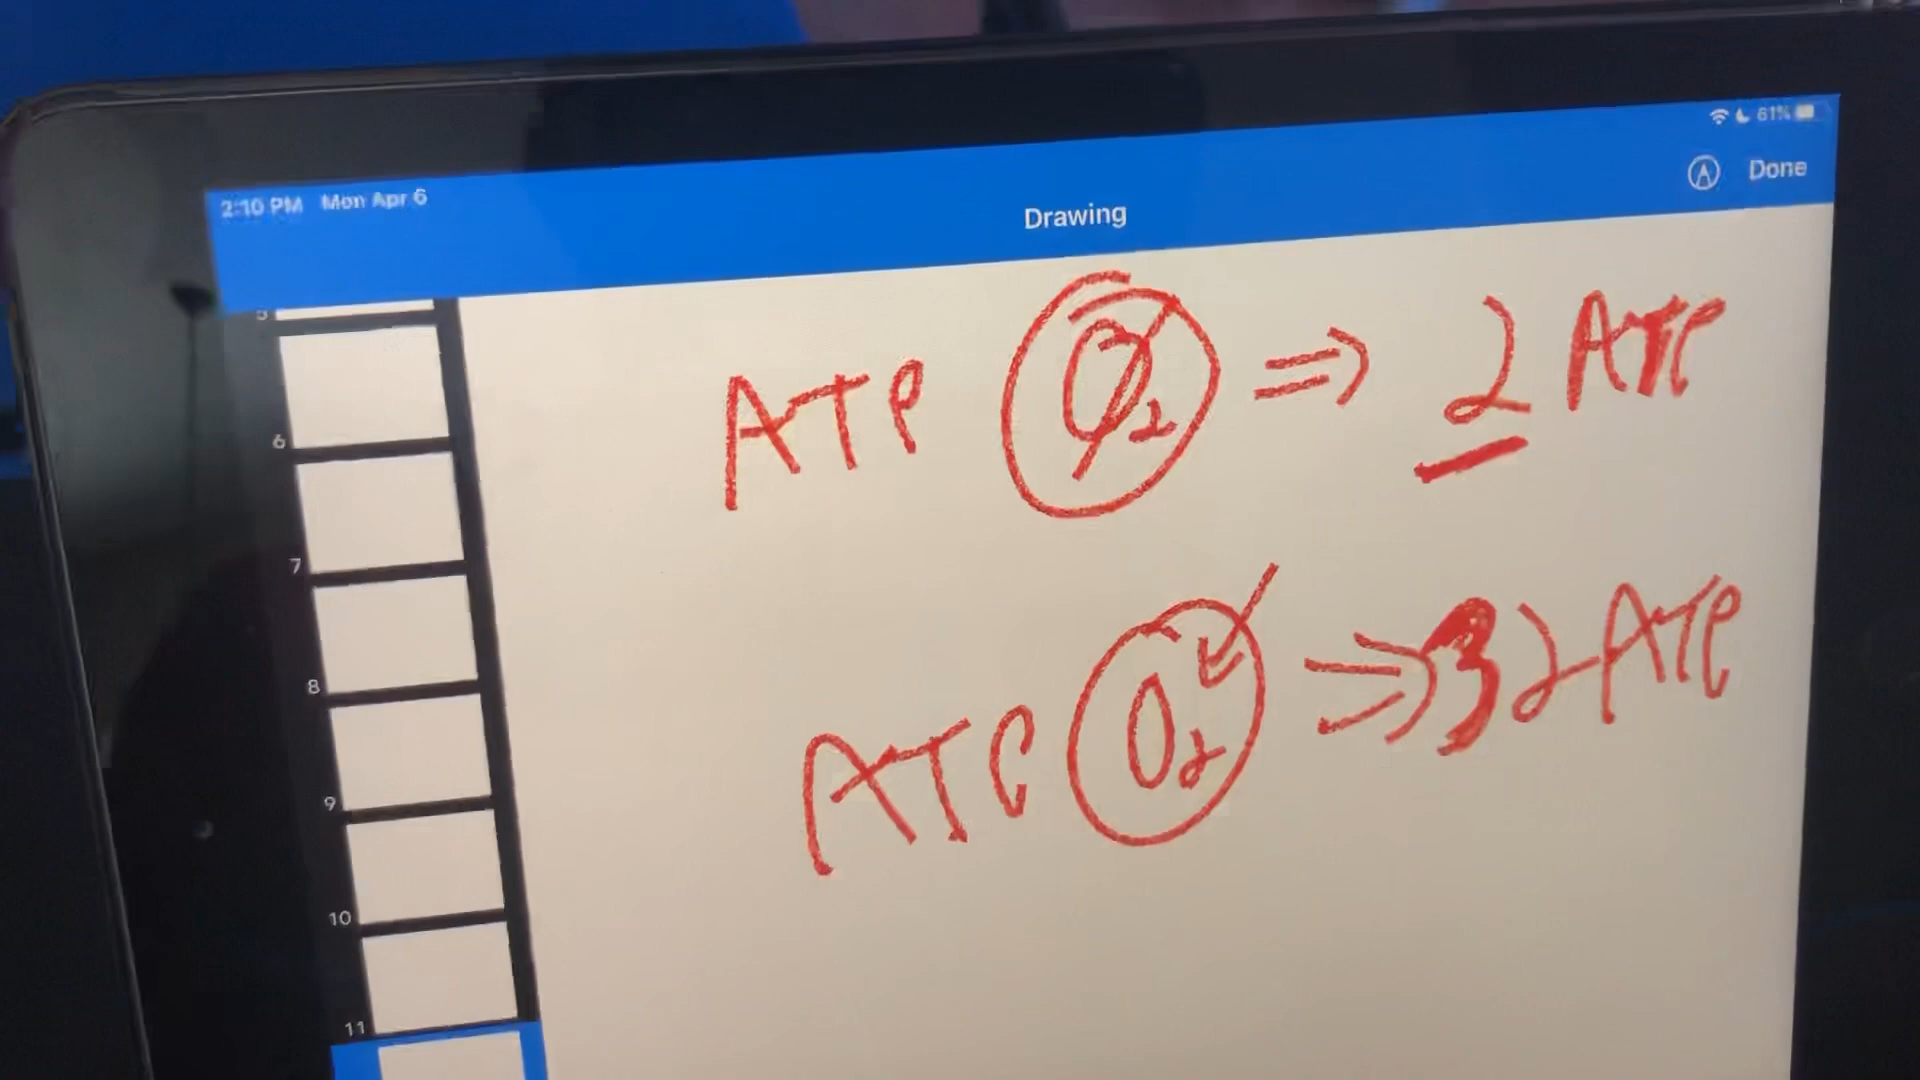 61%
2:10 PM Mon Apr 6
Drawing
Done
5
6
7
8
9
10
11
ATP O₂ ⇒ 2 ATP
ATP O₂ ⇒ 32 ATP